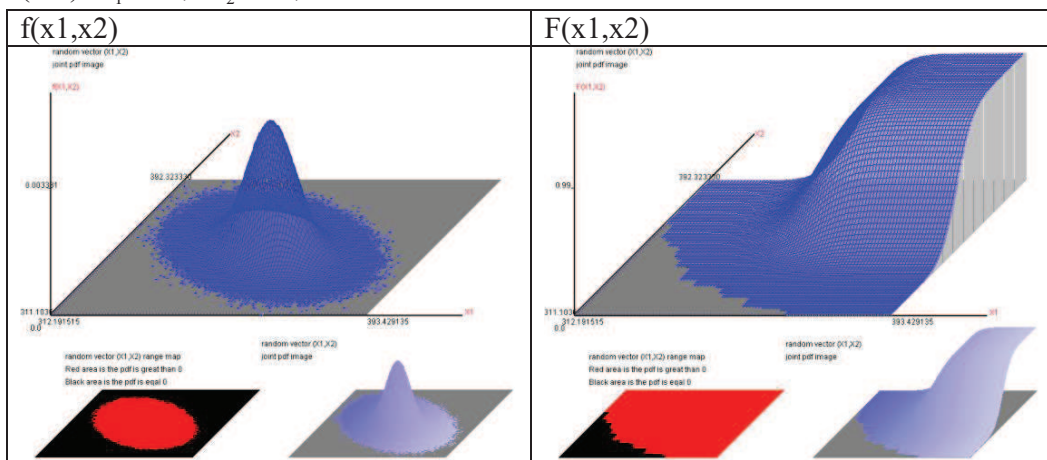 f(x1,x2)
random vector (X1,X2)
joint pdf image
f(X1,X2)
X2
392.323330
0.003381
311.103
0.0
312.191515
393.429135
x1
random vector (X1,X2) range map
Red area is the pdf is great than 0
Black area is the pdf is eqal 0
random vector (X1,X2)
joint pdf image
F(x1,x2)
random vector (X1,X2)
joint pdf image
F(X1,X2)
X2
392.323330
0.99
311.103
0.0
312.191515
393.429135
x1
random vector (X1,X2) range map
Red area is the pdf is great than 0
Black area is the pdf is eqal 0
random vector (X1,X2)
joint pdf image